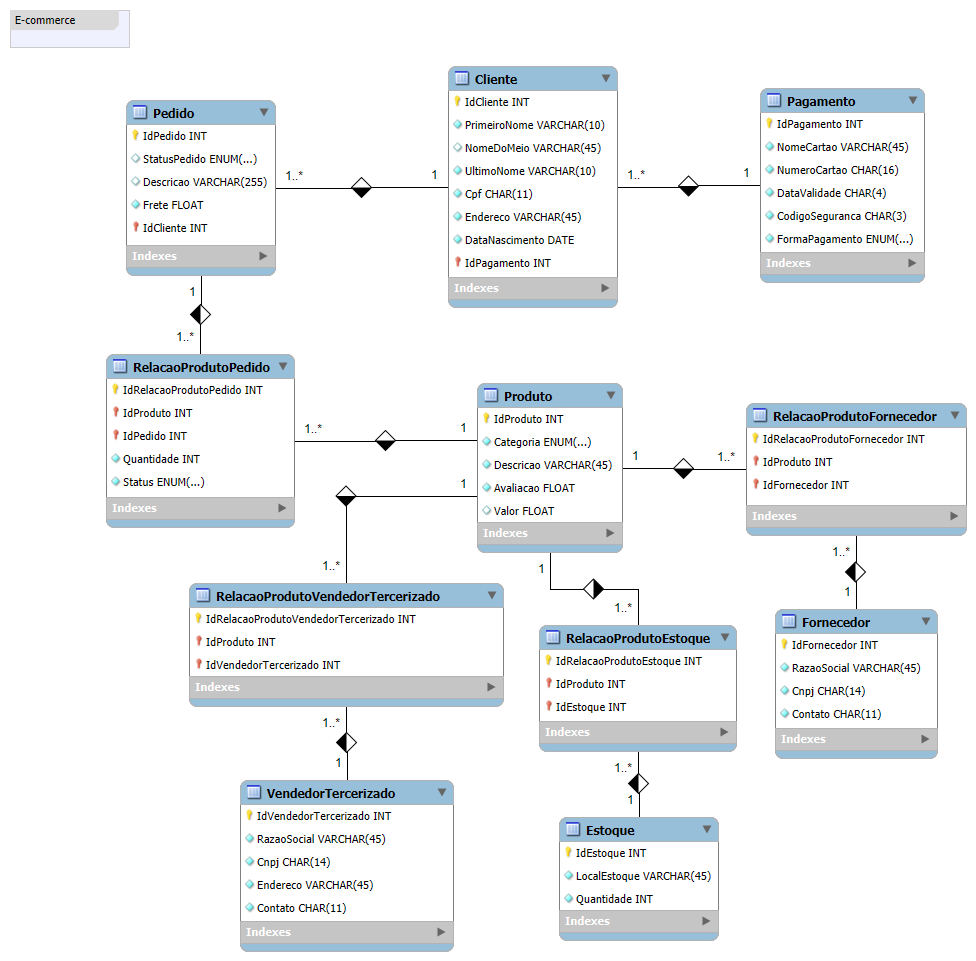 E-commerce
Cliente
IdCliente INT
PrimeiroNome VARCHAR(10)
NomeDoMeio VARCHAR(45)
UltimoNome VARCHAR(10)
Cpf CHAR(11)
Endereco VARCHAR(45)
DataNascimento DATE
IdPagamento INT
Indexes
Pagamento
IdPagamento INT
NomeCartao VARCHAR(45)
NumeroCartao CHAR(16)
DataValidade CHAR(4)
CodigoSeguranca CHAR(3)
FormaPagamento ENUM(...)
Indexes
Pedido
IdPedido INT
StatusPedido ENUM(...)
Descricao VARCHAR(255)
Frete FLOAT
IdCliente INT
Indexes
1..*
1
1..*
1
1
1..*
RelacaoProdutoPedido
IdRelacaoProdutoPedido INT
IdProduto INT
IdPedido INT
Quantidade INT
Status ENUM(...)
Indexes
1..*
1
Produto
IdProduto INT
Categoria ENUM(...)
Descricao VARCHAR(45)
Avaliacao FLOAT
Valor FLOAT
Indexes
1
1..*
RelacaoProdutoFornecedor
IdRelacaoProdutoFornecedor INT
IdProduto INT
IdFornecedor INT
Indexes
1
1..*
1
1..*
1..*
1
RelacaoProdutoVendedorTercerizado
IdRelacaoProdutoVendedorTercerizado INT
IdProduto INT
IdVendedorTercerizado INT
Indexes
RelacaoProdutoEstoque
IdRelacaoProdutoEstoque INT
IdProduto INT
IdEstoque INT
Indexes
Fornecedor
IdFornecedor INT
RazaoSocial VARCHAR(45)
Cnpj CHAR(14)
Contato CHAR(11)
Indexes
1..*
1
1..*
1
VendedorTercerizado
IdVendedorTercerizado INT
RazaoSocial VARCHAR(45)
Cnpj CHAR(14)
Endereco VARCHAR(45)
Contato CHAR(11)
Indexes
Estoque
IdEstoque INT
LocalEstoque VARCHAR(45)
Quantidade INT
Indexes